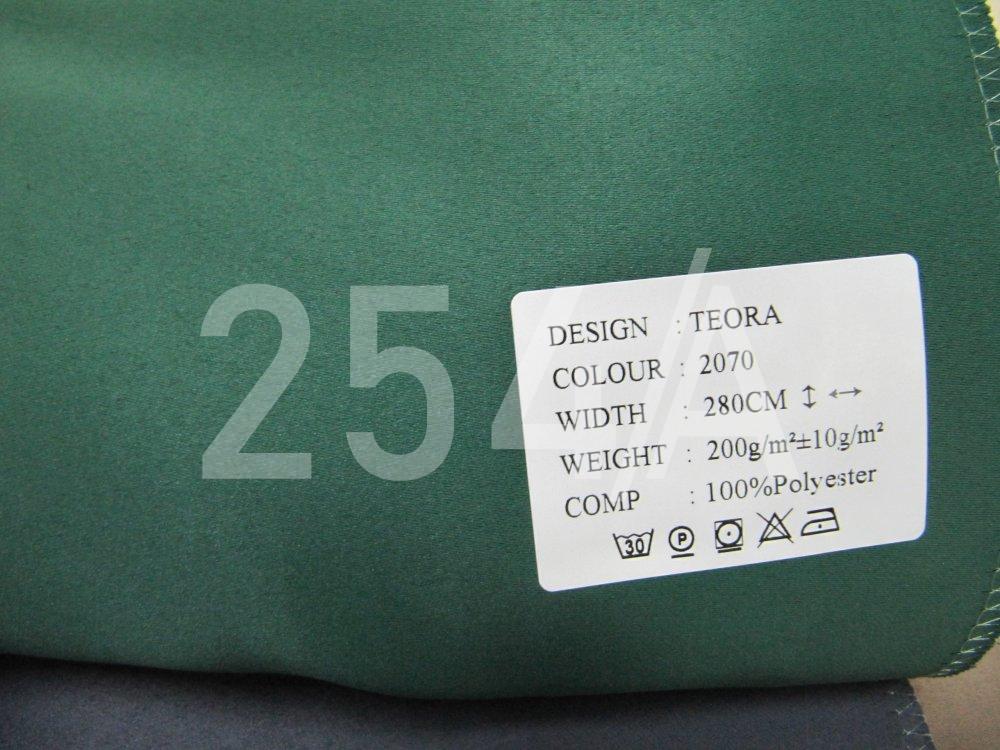 254/A
DESIGN : TEORA
COLOUR : 2070
WIDTH : 280CM ↕ ↔
WEIGHT : 200g/m²±10g/m²
COMP : 100%Polyester
30 P